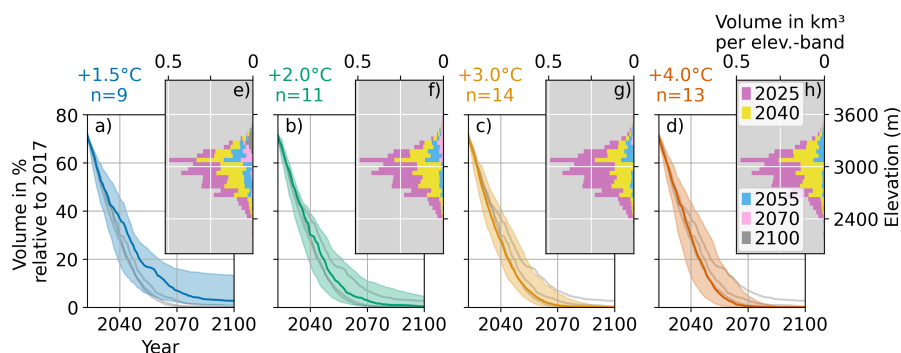 Volume in km³
per elev.-band
0.5 0 0.5 0 0.5 0 0.5 0
+1.5°C +2.0°C +3.0°C +4.0°C
n=9 n=11 n=14 n=13
e) f) g) h)
2025
2040
2055
2070
2100
a) b) c) d)
Volume in %
relative to 2017
80
60
40
20
0
3600
3000
2400
Elevation (m)
2040 2070 2100 2040 2070 2100 2040 2070 2100 2040 2070 2100
Year